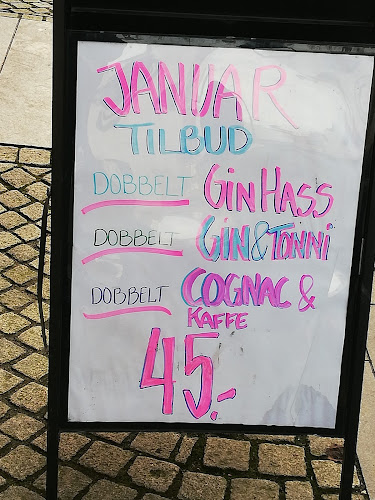 JANUAR
TILBUD
DOBBELT Gin HASS
DOBBELT GIN & TONNI
DOBBELT COGNAC &
KAFFE
45.-